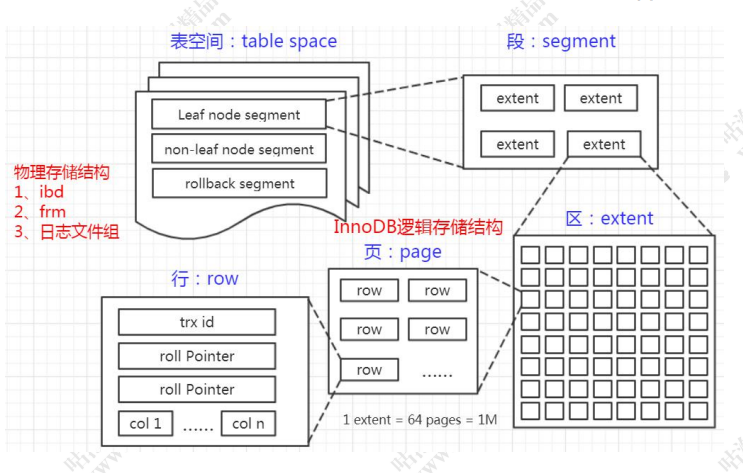 表空间：table space
段：segment
Leaf node segment
non-leaf node segment
rollback segment
extent
extent
extent
extent
物理存储结构
1、ibd
2、frm
3、日志文件组
InnoDB逻辑存储结构
区：extent
页：page
行：row
row
row
row
row
row
......
trx id
roll Pointer
roll Pointer
col 1
......
col n
1 extent = 64 pages = 1M